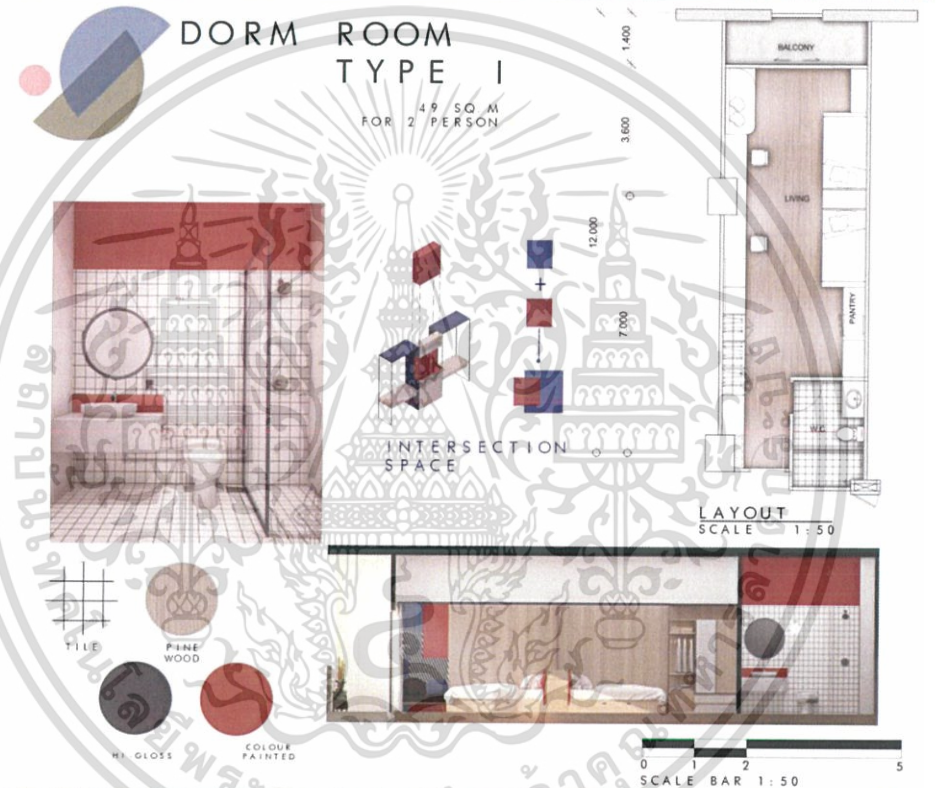 DORM ROOM
TYPE I
49 SQ.M
FOR 2 PERSON
1.400
3.600
12.000
7.000
BALCONY
LIVING
PANTRY
W.C.
INTERSECTION
SPACE
LAYOUT
SCALE 1:50
TILE
PINE
WOOD
HI GLOSS
COLOUR
PAINTED
0 1 2 5
SCALE BAR 1:50